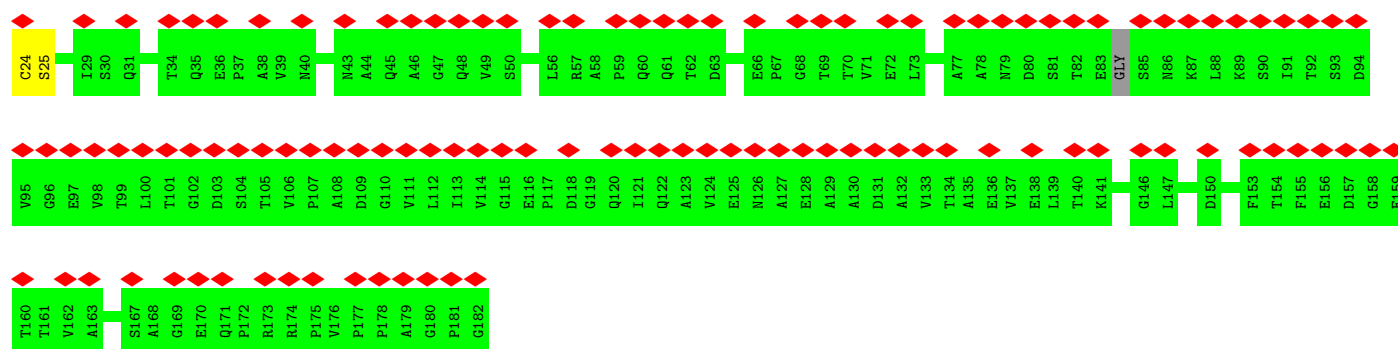 C24 S25 I29 S30 Q31 T34 Q35 E36 P37 A38 V39 N40 N43 A44 Q45 A46 G47 Q48 V49 S50 L56 R57 A58 P59 Q60 Q61 T62 D63 E66 P67 G68 T69 T70 V71 E72 L73 A77 A78 N79 D80 S81 T82 E83 GLY S85 N86 K87 L88 K89 S90 I91 T92 S93 D94
V95 G96 E97 V98 T99 L100 T101 G102 D103 S104 T105 V106 P107 A108 D109 G110 V111 L112 I113 V114 G115 E116 P117 D118 G119 Q120 I121 Q122 A123 V124 E125 N126 A127 E128 A129 A130 D131 A132 V133 T134 A135 E136 V137 E138 L139 T140 K141 G146 L147 D150 F153 T154 F155 E156 D157 G158
T160 T161 V162 A163 S167 A168 G169 E170 Q171 P172 R173 R174 P175 V176 P177 P178 A179 G180 P181 G182